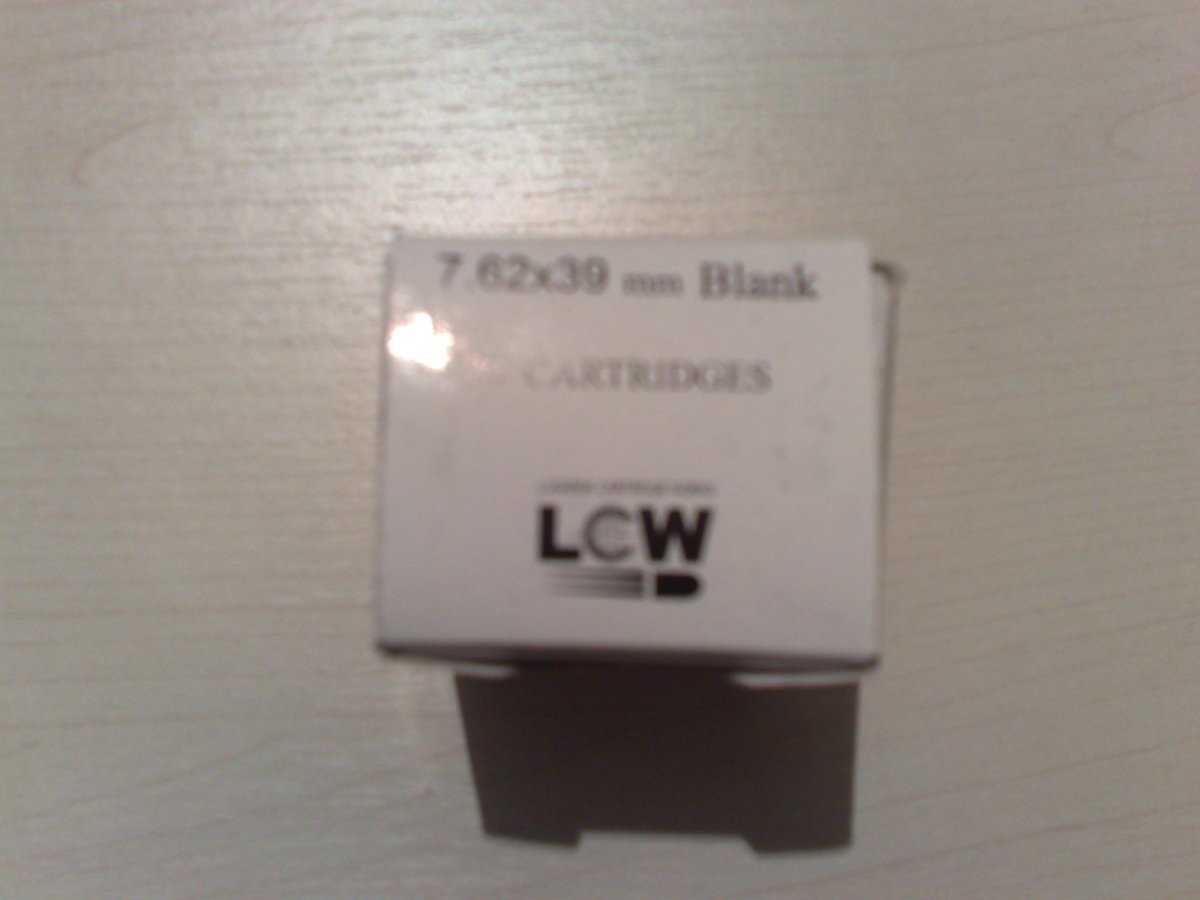 7.62x39 mm Blank
CARTRIDGES
LCW